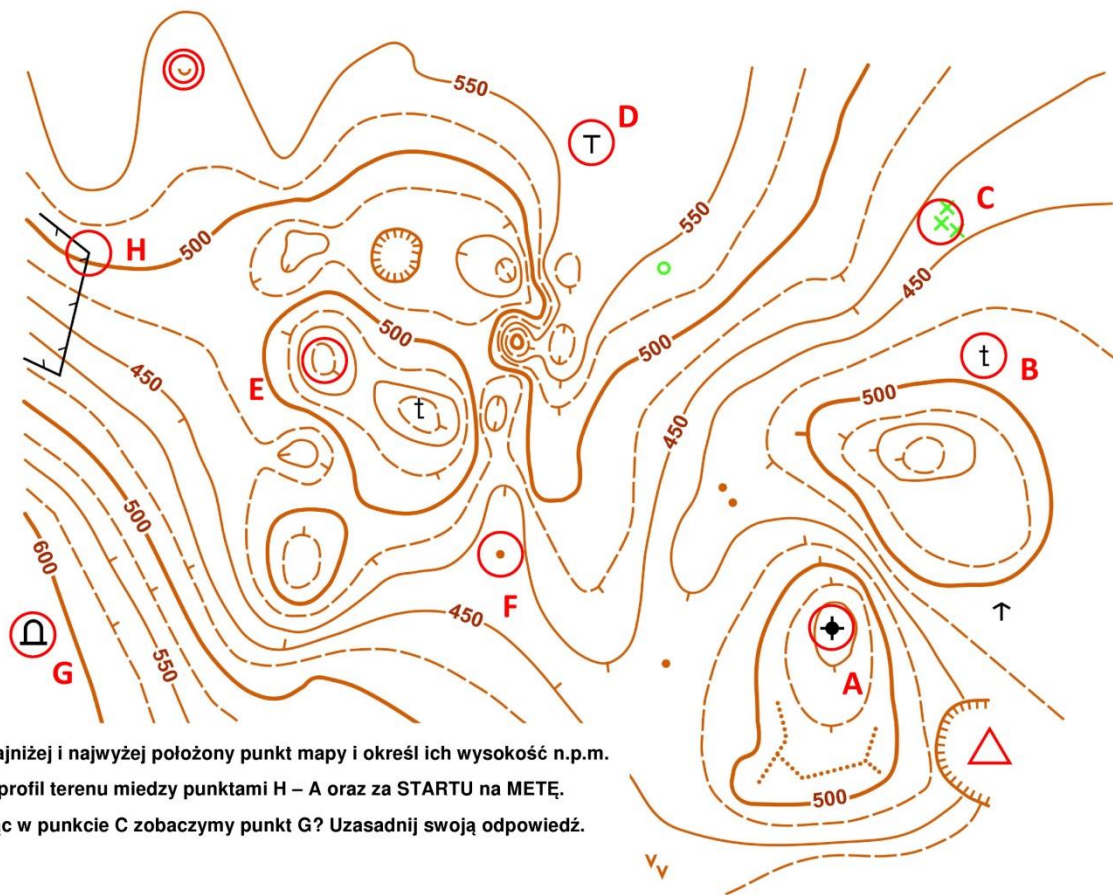 550
D
C
550
H
500
450
500
500
B
E
t
t
500
450
450
500
F
450
600
G
550
A
500
ajniżej i najwyżej położony punkt mapy i określ ich wysokość n.p.m.
profil terenu miedzy punktami H – A oraz za STARTU na METĘ.
ąc w punkcie C zobaczymy punkt G? Uzasadnij swoją odpowiedź.